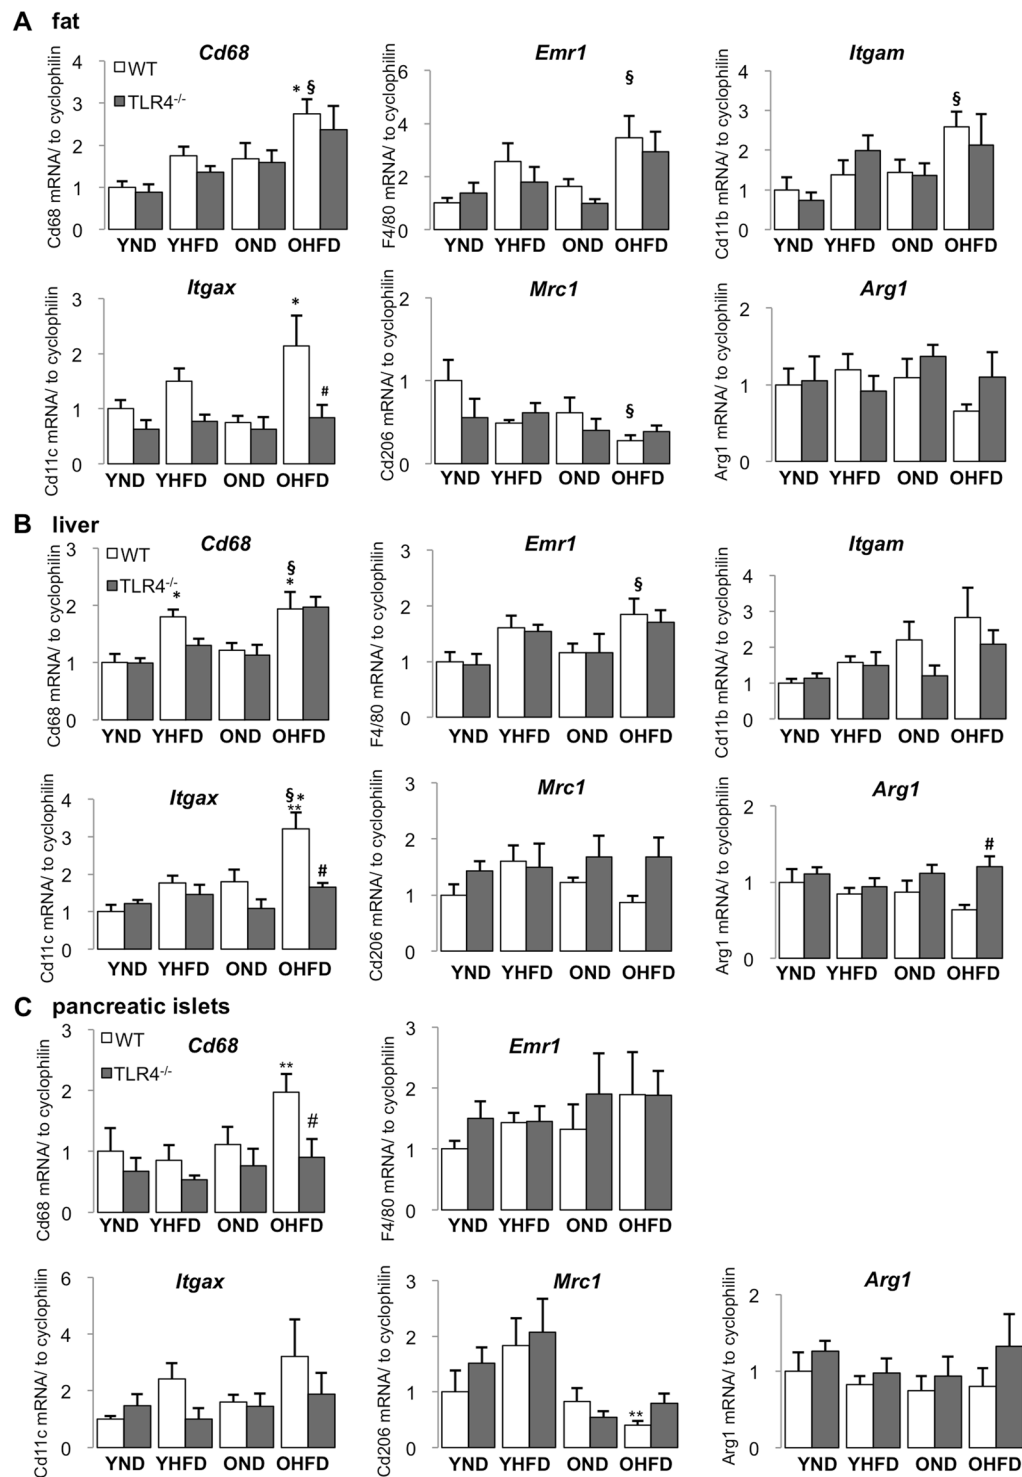 A fat
Cd68
Cd68 mRNA/ to cyclophilin
4
3
2
1
0
WT
TLR4-/-
* §
YND YHFD OND OHFD
Emr1
F4/80 mRNA/ to cyclophilin
6
4
2
0
§
YND YHFD OND OHFD
Itgam
Cd11b mRNA/ to cyclophilin
4
3
2
1
0
§
YND YHFD OND OHFD
Itgax
Cd11c mRNA/ to cyclophilin
3
2
1
0
*
#
YND YHFD OND OHFD
Mrc1
Cd206 mRNA/ to cyclophilin
2
1
0
§
YND YHFD OND OHFD
Arg1
Arg1 mRNA/ to cyclophilin
2
1
0
YND YHFD OND OHFD
B liver
Cd68
Cd68 mRNA/ to cyclophilin
3
2
1
0
WT
TLR4-/-
*
§
*
YND YHFD OND OHFD
Emr1
F4/80 mRNA/ to cyclophilin
3
2
1
0
§
YND YHFD OND OHFD
Itgam
Cd11b mRNA/ to cyclophilin
4
3
2
1
0
YND YHFD OND OHFD
Itgax
Cd11c mRNA/ to cyclophilin
4
3
2
1
0
§ *
**
#
YND YHFD OND OHFD
Mrc1
Cd206 mRNA/ to cyclophilin
3
2
1
0
YND YHFD OND OHFD
Arg1
Arg1 mRNA/ to cyclophilin
2
1
0
#
YND YHFD OND OHFD
C pancreatic islets
Cd68
Cd68 mRNA/ to cyclophilin
3
2
1
0
WT
TLR4-/-
**
#
YND YHFD OND OHFD
Emr1
F4/80 mRNA/ to cyclophilin
3
2
1
0
YND YHFD OND OHFD
Itgax
Cd11c mRNA/ to cyclophilin
6
4
2
0
YND YHFD OND OHFD
Mrc1
Cd206 mRNA/ to cyclophilin
3
2
1
0
**
YND YHFD OND OHFD
Arg1
Arg1 mRNA/ to cyclophilin
2
1
0
YND YHFD OND OHFD